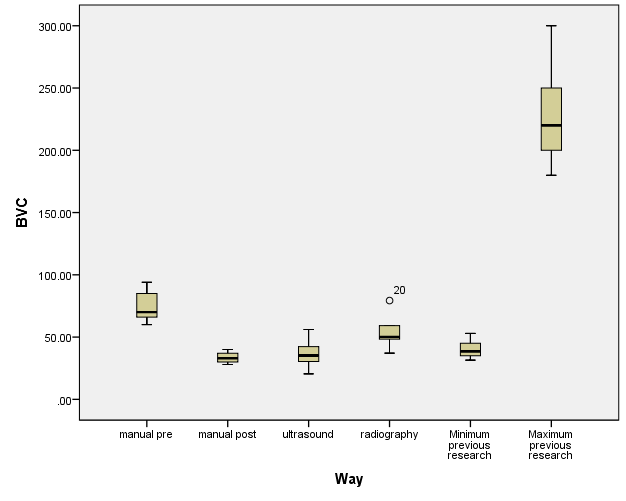 300.00
250.00
200.00
150.00
100.00
50.00
.00
BVC
20
manual pre
manual post
ultrasound
radiography
Minimum
previous
research
Maximum
previous
research
Way